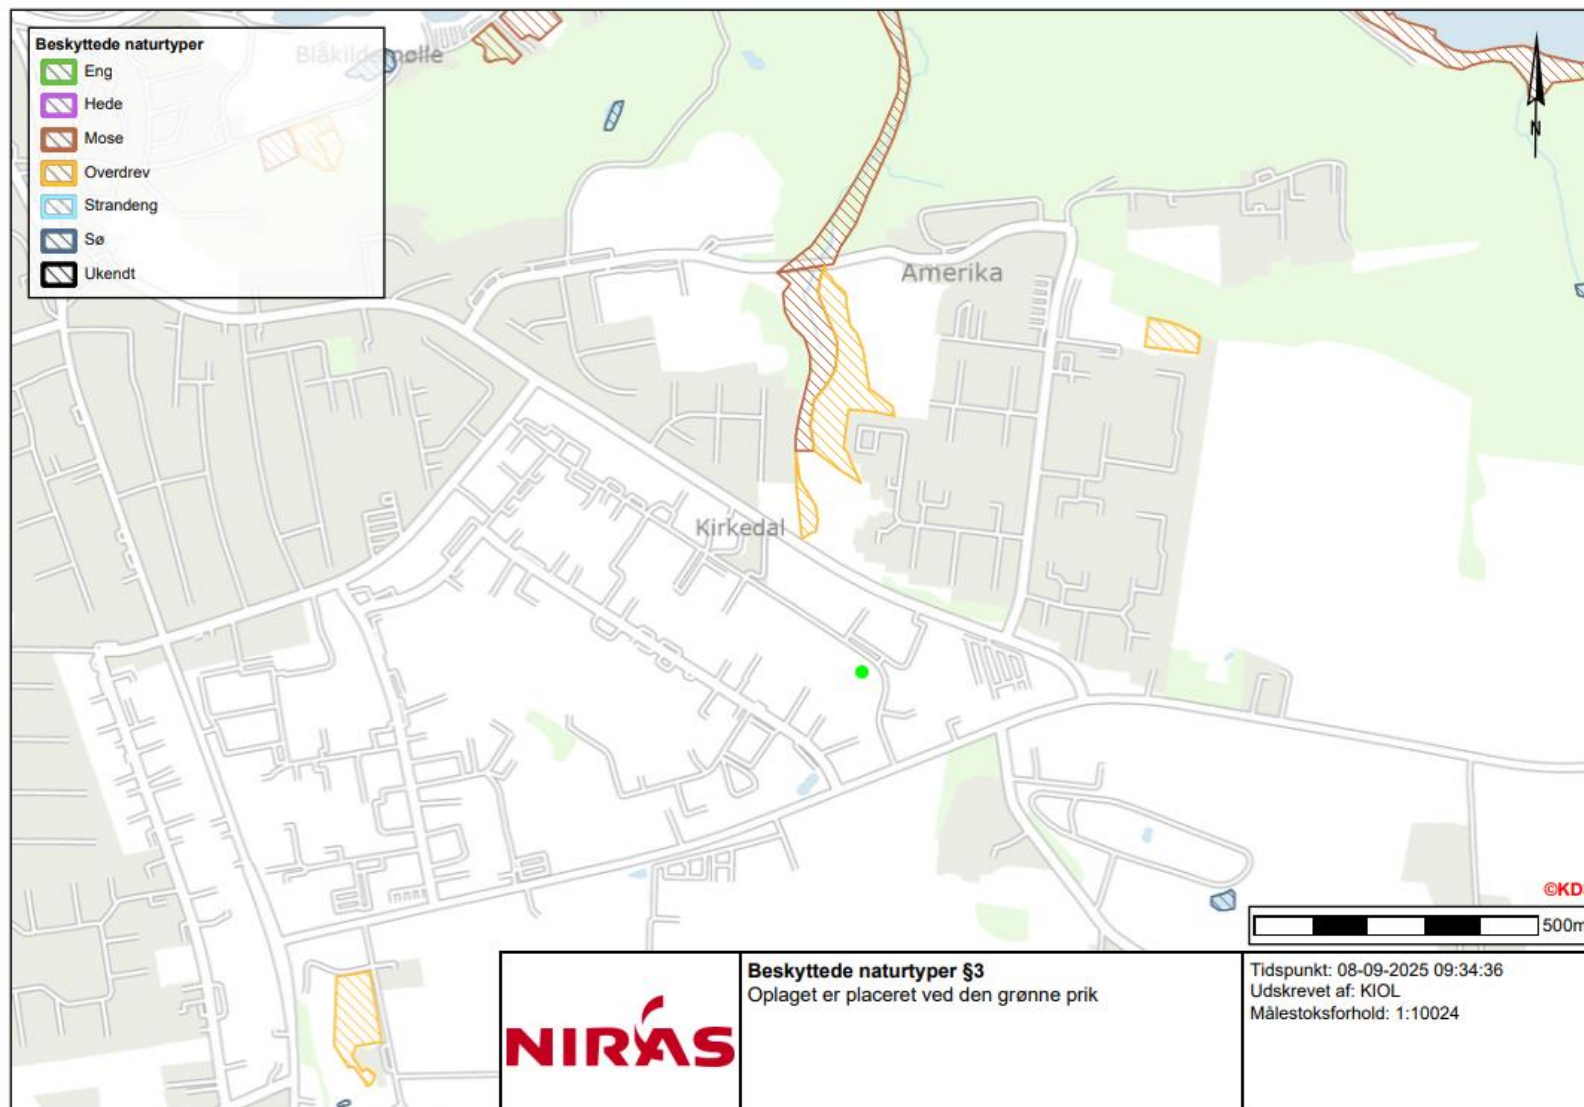 Beskyttede naturtyper
Eng
Hede
Mose
Overdrev
Strandeng
Sø
Ukendt
N
Amerika
Kirkedal
©KD
500m
NIRAS
Beskyttede naturtyper §3
Oplaget er placeret ved den grønne prik
Tidspunkt: 08-09-2025 09:34:36
Udskrevet af: KIOL
Målestoksforhold: 1:10024